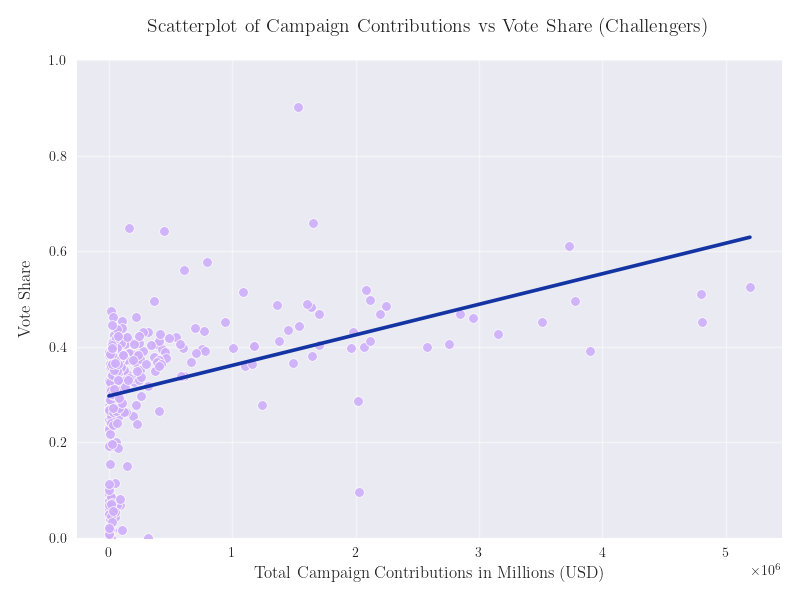 Scatterplot of Campaign Contributions vs Vote Share (Challengers)
1.0
0.8
0.6
0.4
0.2
0.0
Vote Share
0 1 2 3 4 5
×10⁶
Total Campaign Contributions in Millions (USD)